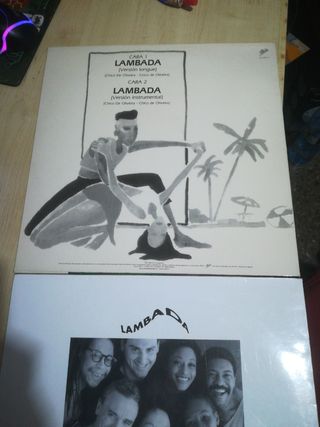 CARA 1
LAMBADA
(Versión longue)
(Chico de Oliveira - Chico de Oliveira)
CARA 2
LAMBADA
(Versión instrumental)
(Chico de Oliveira - Chico de Oliveira)
LAMBADA